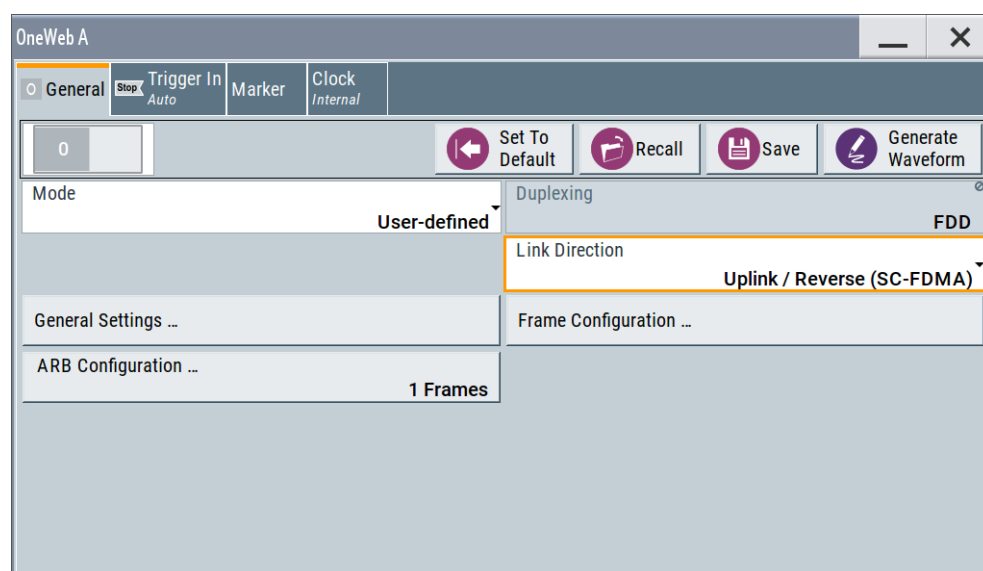 OneWeb A
0 General Stop Trigger In Auto Marker Clock Internal
0
Set To Default Recall Save Generate Waveform
Mode
User-defined
Duplexing
FDD
Link Direction
Uplink / Reverse (SC-FDMA)
General Settings ...
Frame Configuration ...
ARB Configuration ...
1 Frames